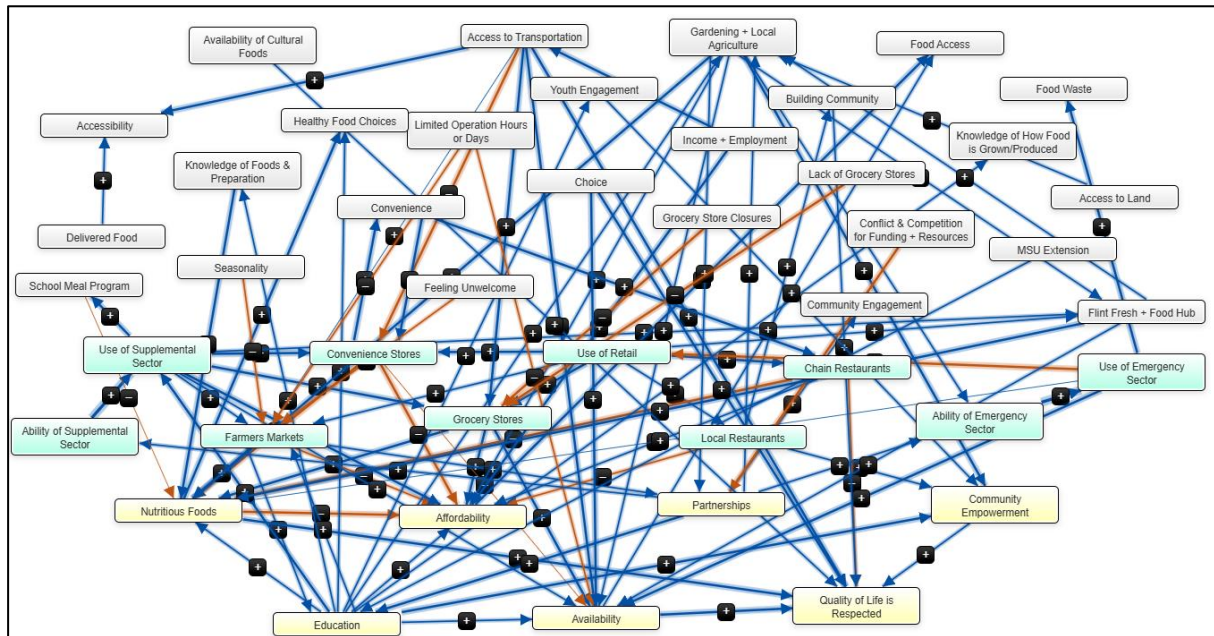 Availability of Cultural
Foods
Access to Transportation
Gardening + Local
Agriculture
Food Access
Youth Engagement
Building Community
Food Waste
Accessibility
Healthy Food Choices
Limited Operation Hours
or Days
Income + Employment
Knowledge of How Food
is Grown/Produced
Knowledge of Foods &
Preparation
Choice
Lack of Grocery Stores
Convenience
Grocery Store Closures
Access to Land
Delivered Food
Conflict & Competition
for Funding + Resources
MSU Extension
Seasonality
School Meal Program
Feeling Unwelcome
Community Engagement
Flint Fresh + Food Hub
Use of Supplemental
Sector
Convenience Stores
Use of Retail
Chain Restaurants
Use of Emergency
Sector
Ability of Supplemental
Sector
Farmers Markets
Grocery Stores
Local Restaurants
Ability of Emergency
Sector
Nutritious Foods
Affordability
Partnerships
Community
Empowerment
Education
Availability
Quality of Life is
Respected